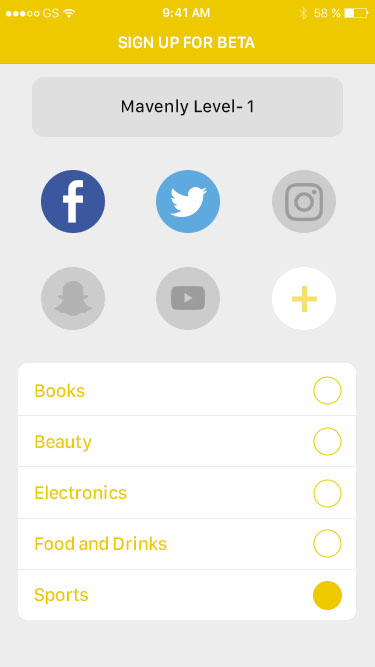 GS 9:41 AM 58 %
SIGN UP FOR BETA
Mavenly Level- 1
Books
Beauty
Electronics
Food and Drinks
Sports